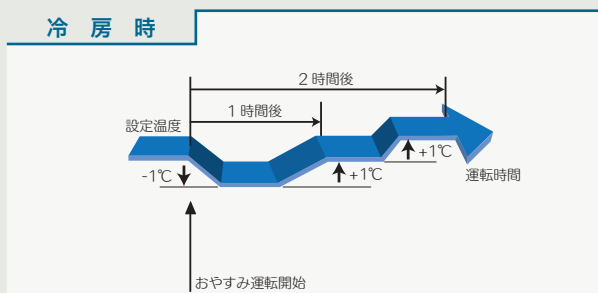 冷房時
2時間後
1時間後
設定温度
-1℃
+1℃
+1℃
運転時間
おやすみ運転開始